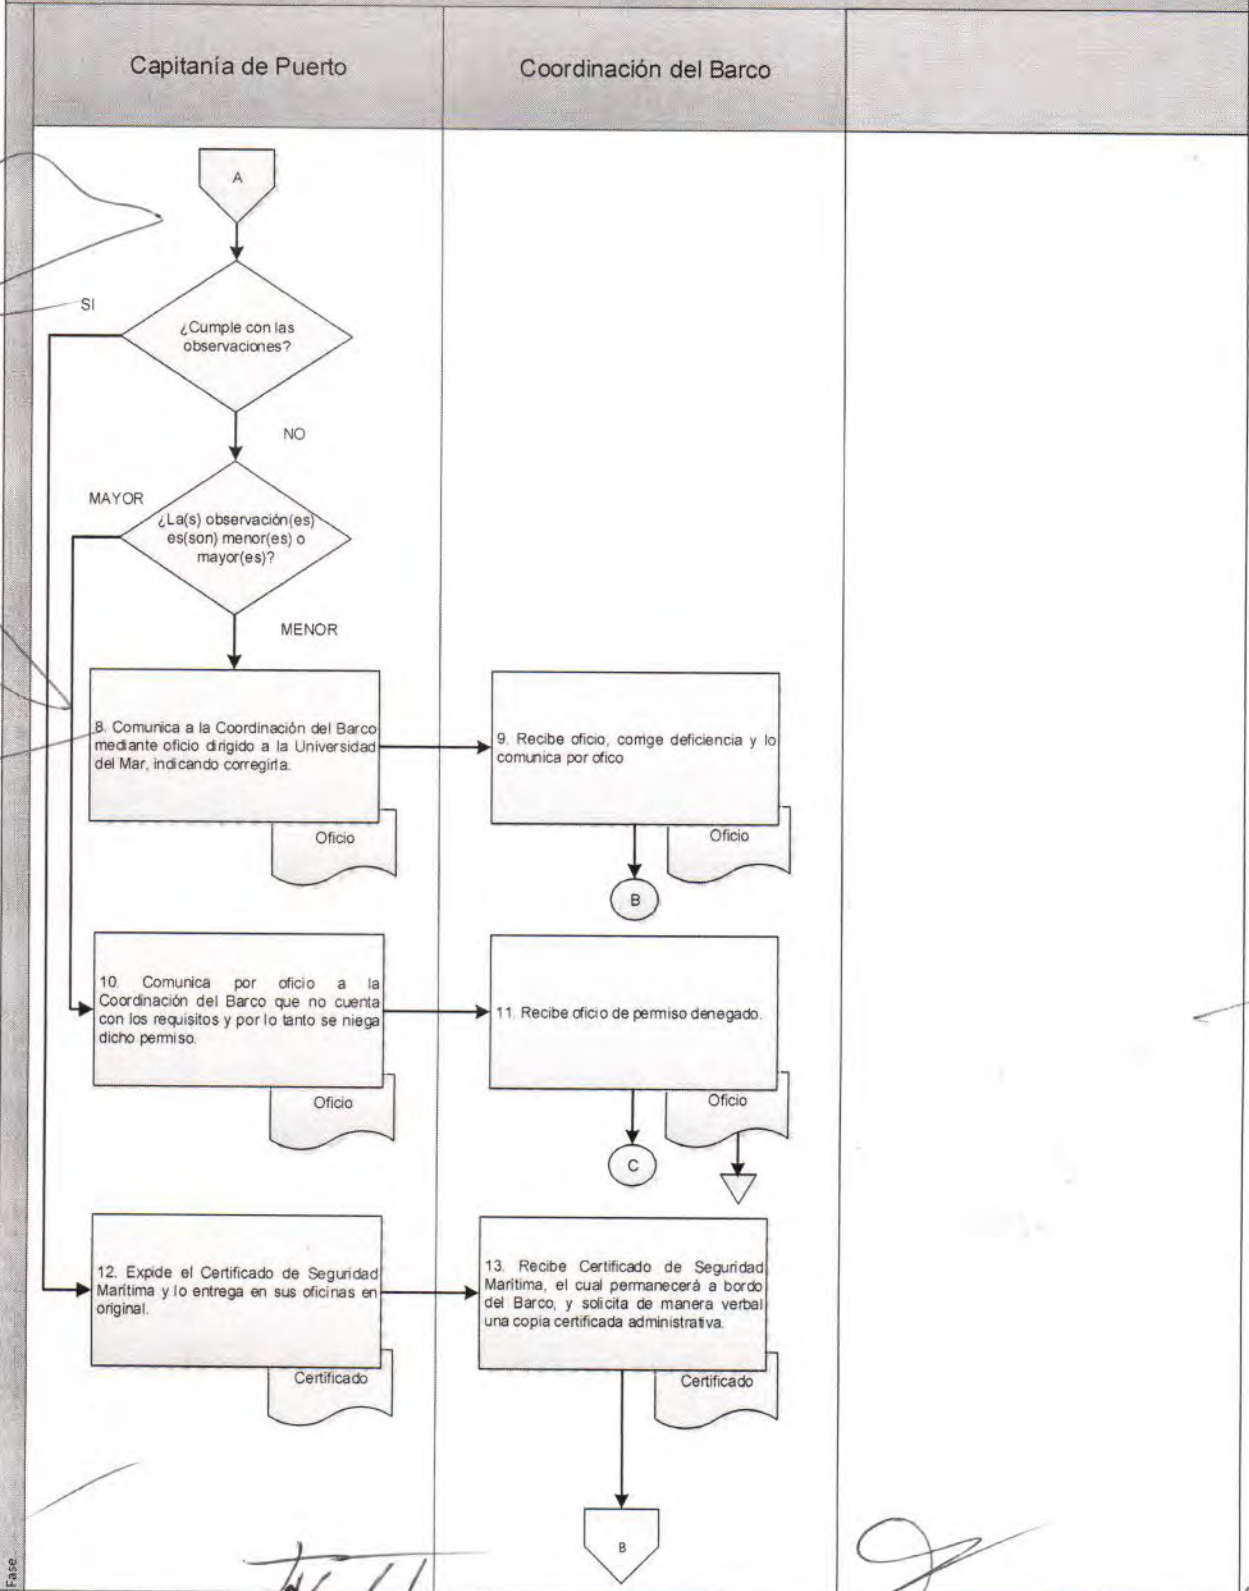 Capitanía de Puerto
Coordinación del Barco
A
SI
¿Cumple con las
observaciones?
NO
MAYOR
¿La(s) observación(es)
es(son) menor(es) o
mayor(es)?
MENOR
8. Comunica a la Coordinación del Barco
mediante oficio dirigido a la Universidad
del Mar, indicando corregirla.
Oficio
9. Recibe oficio, corrige deficiencia y lo
comunica por ofico
Oficio
B
10. Comunica por oficio a la
Coordinación del Barco que no cuenta
con los requisitos y por lo tanto se niega
dicho permiso.
Oficio
11. Recibe oficio de permiso denegado.
Oficio
C
12. Expide el Certificado de Seguridad
Marítima y lo entrega en sus oficinas en
original.
Certificado
13. Recibe Certificado de Seguridad
Marítima, el cual permanecerá a bordo
del Barco, y solicita de manera verbal
una copia certificada administrativa.
Certificado
B
Fase